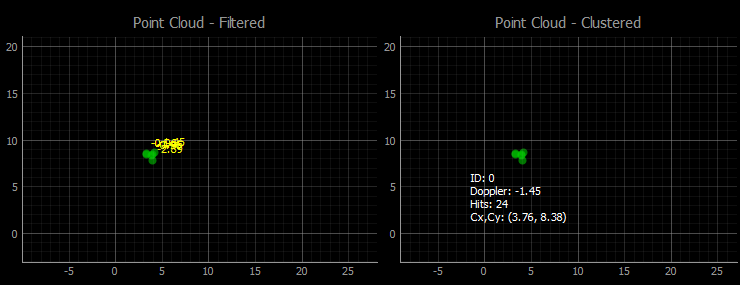 Point Cloud - Filtered
20
15
10
5
0
-5 0 5 10 15 20 25
Point Cloud - Clustered
20
15
10
5
0
ID: 0
Doppler: -1.45
Hits: 24
Cx,Cy: (3.76, 8.38)
-5 0 5 10 15 20 25